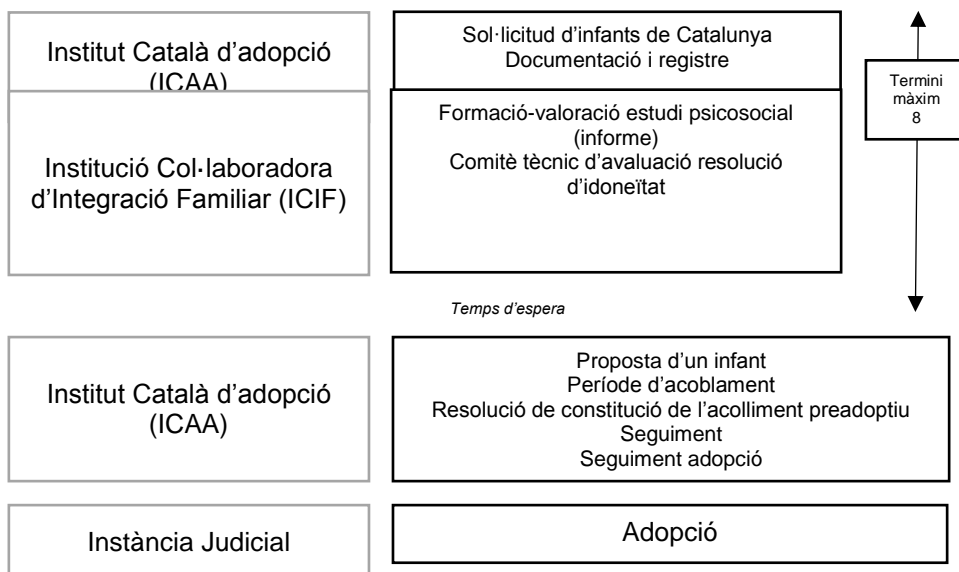 Institut Català d’adopció
(ICAA)
Sol·licitud d’infants de Catalunya
Documentació i registre
Termini
màxim
8
Institució Col·laboradora
d’Integració Familiar (ICIF)
Formació-valoració estudi psicosocial
(informe)
Comitè tècnic d’avaluació resolució
d’idoneïtat
Temps d’espera
Institut Català d’adopció
(ICAA)
Proposta d’un infant
Període d’acoblament
Resolució de constitució de l’acolliment preadoptiu
Seguiment
Seguiment adopció
Instància Judicial
Adopció